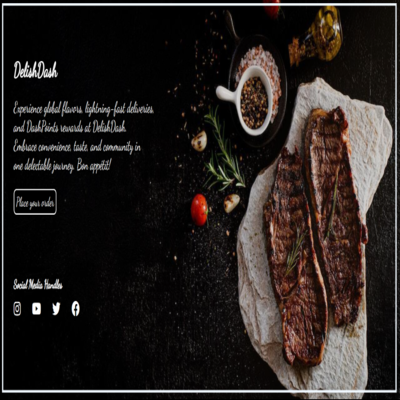 DelishDash
Experience global flavors, lightning-fast deliveries,
and DashPoints rewards at DelishDash.
Embrace convenience, taste, and community in
one delectable journey. Bon appétit!
Place your order
Social Media Handles